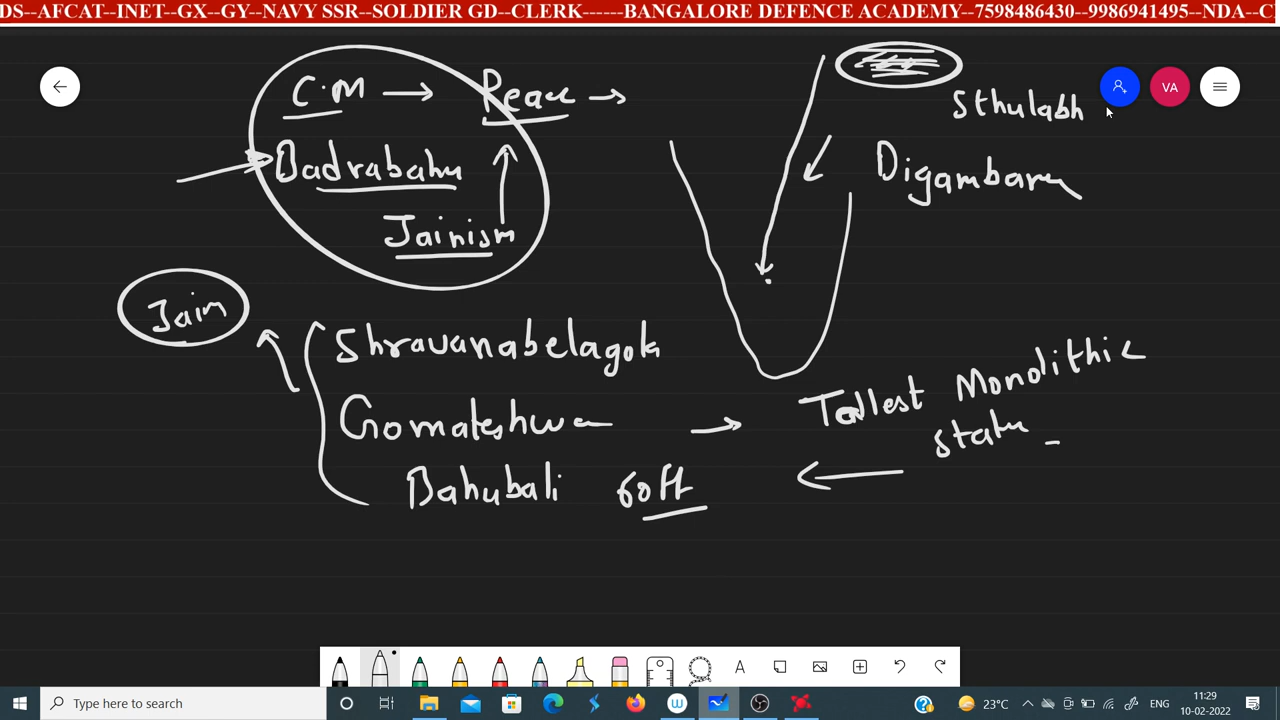 DS--AFCAT--INET--GX--GY--NAVY SSR--SOLDIER GD--CLERK------BANGALORE DEFENCE ACADEMY--7598486430--9986941495--NDA--C
C.M → Peace →
Badrabahu
Jainism
Sthulabh
Digambara
Jain
Shravanabelagola
Gomateshwa → Tallest Monolithic
statu -
Bahubali 60ft ←
VA
A
Type here to search
23°C
ENG
11:29
10-02-2022